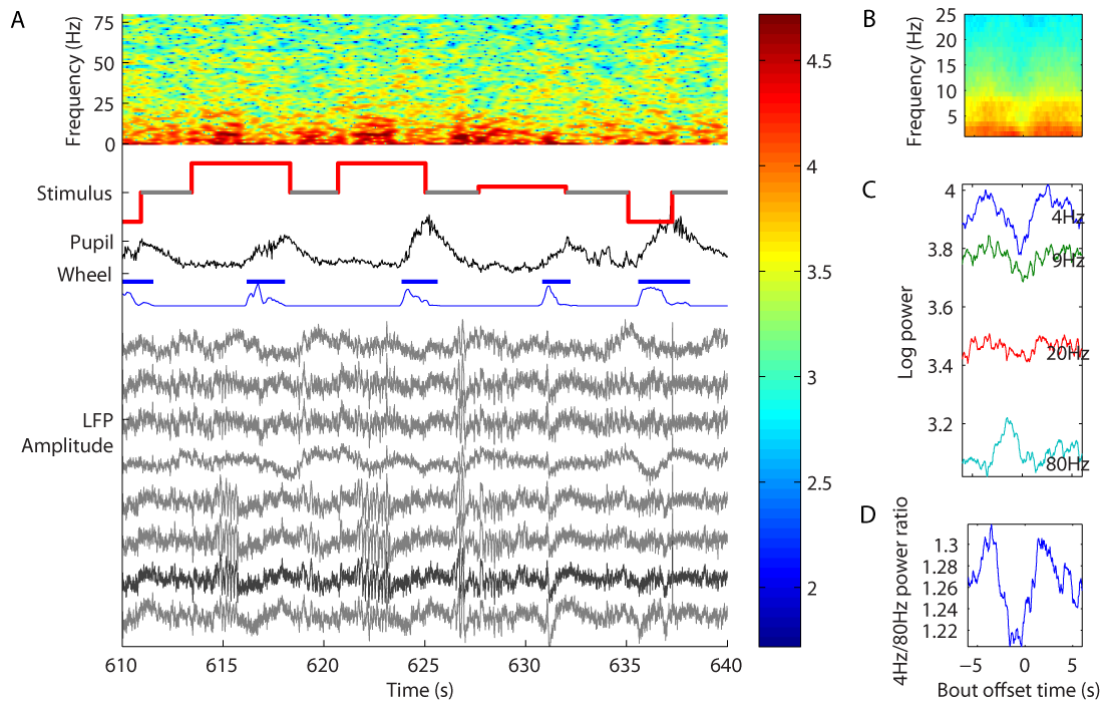 A
Frequency (Hz)
75
50
25
0
Stimulus
Pupil
Wheel
LFP
Amplitude
610
615
620
625
630
635
640
Time (s)
4.5
4
3.5
3
2.5
2
B
Frequency (Hz)
25
20
15
10
5
C
Log power
4
3.8
3.6
3.4
3.2
4Hz
9Hz
20Hz
80Hz
D
4Hz/80Hz power ratio
1.3
1.28
1.26
1.24
1.22
−5
0
5
Bout offset time (s)